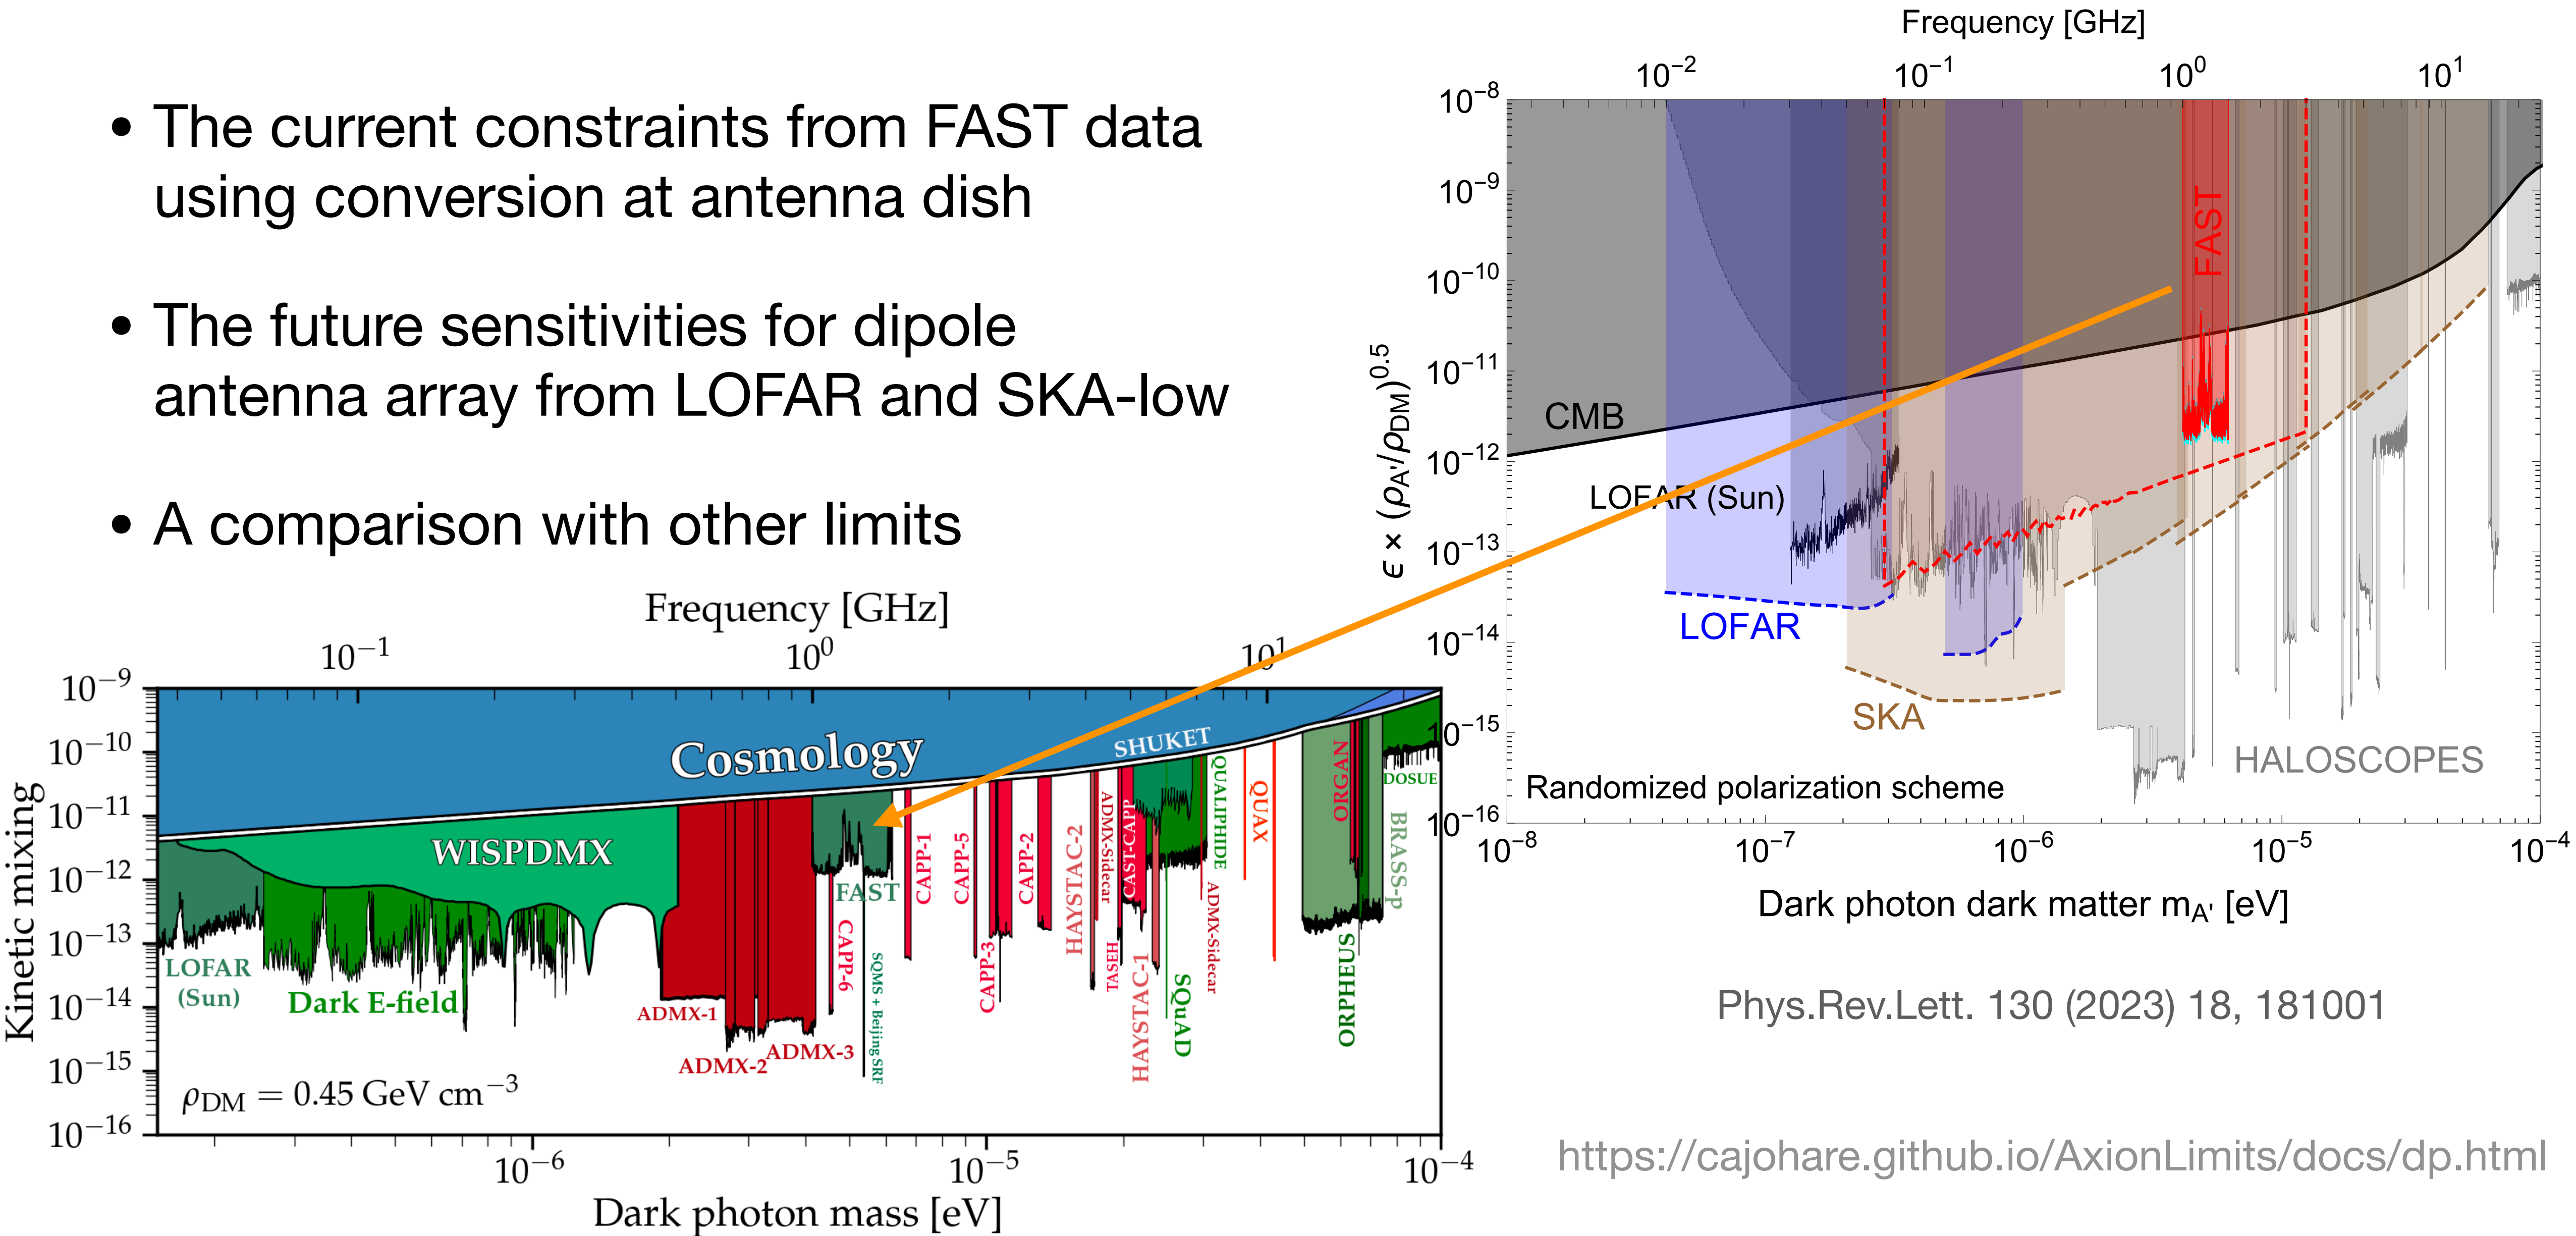 • The current constraints from FAST data
using conversion at antenna dish
• The future sensitivities for dipole
antenna array from LOFAR and SKA-low
• A comparison with other limits
Frequency [GHz]
10⁻² 10⁻¹ 10⁰ 10¹
10⁻⁸
10⁻⁹
10⁻¹⁰
10⁻¹¹
10⁻¹²
10⁻¹³
10⁻¹⁴
10⁻¹⁵
10⁻¹⁶
ϵ × (ρA'/ρDM)^0.5
FAST
CMB
LOFAR (Sun)
LOFAR
SKA
HALOSCOPES
Randomized polarization scheme
10⁻⁸ 10⁻⁷ 10⁻⁶ 10⁻⁵ 10⁻⁴
Dark photon dark matter mA' [eV]
Phys.Rev.Lett. 130 (2023) 18, 181001
https://cajohare.github.io/AxionLimits/docs/dp.html
Frequency [GHz]
10⁻¹ 10⁰ 10¹
10⁻⁹
10⁻¹⁰
10⁻¹¹
10⁻¹²
10⁻¹³
10⁻¹⁴
10⁻¹⁵
10⁻¹⁶
Kinetic mixing
Cosmology
SHUKET
WISPDMX
LOFAR
(Sun)
Dark E-field
ADMX-1
ADMX-2
ADMX-3
FAST
CAPP-6
SQMS + Beijing SRF
CAPP-1
CAPP-5
CAPP-3
CAPP-2
HAYSTAC-2
ADMX-Sidecar
TASEH
CAST-CAPP
HAYSTAC-1
SQuAD
QUALIPHIDE
ADMX-Sidecar
QUAX
ORGAN
ORPHEUS
DOSUE
BRASS-p
ρDM = 0.45 GeV cm⁻³
10⁻⁶ 10⁻⁵ 10⁻⁴
Dark photon mass [eV]